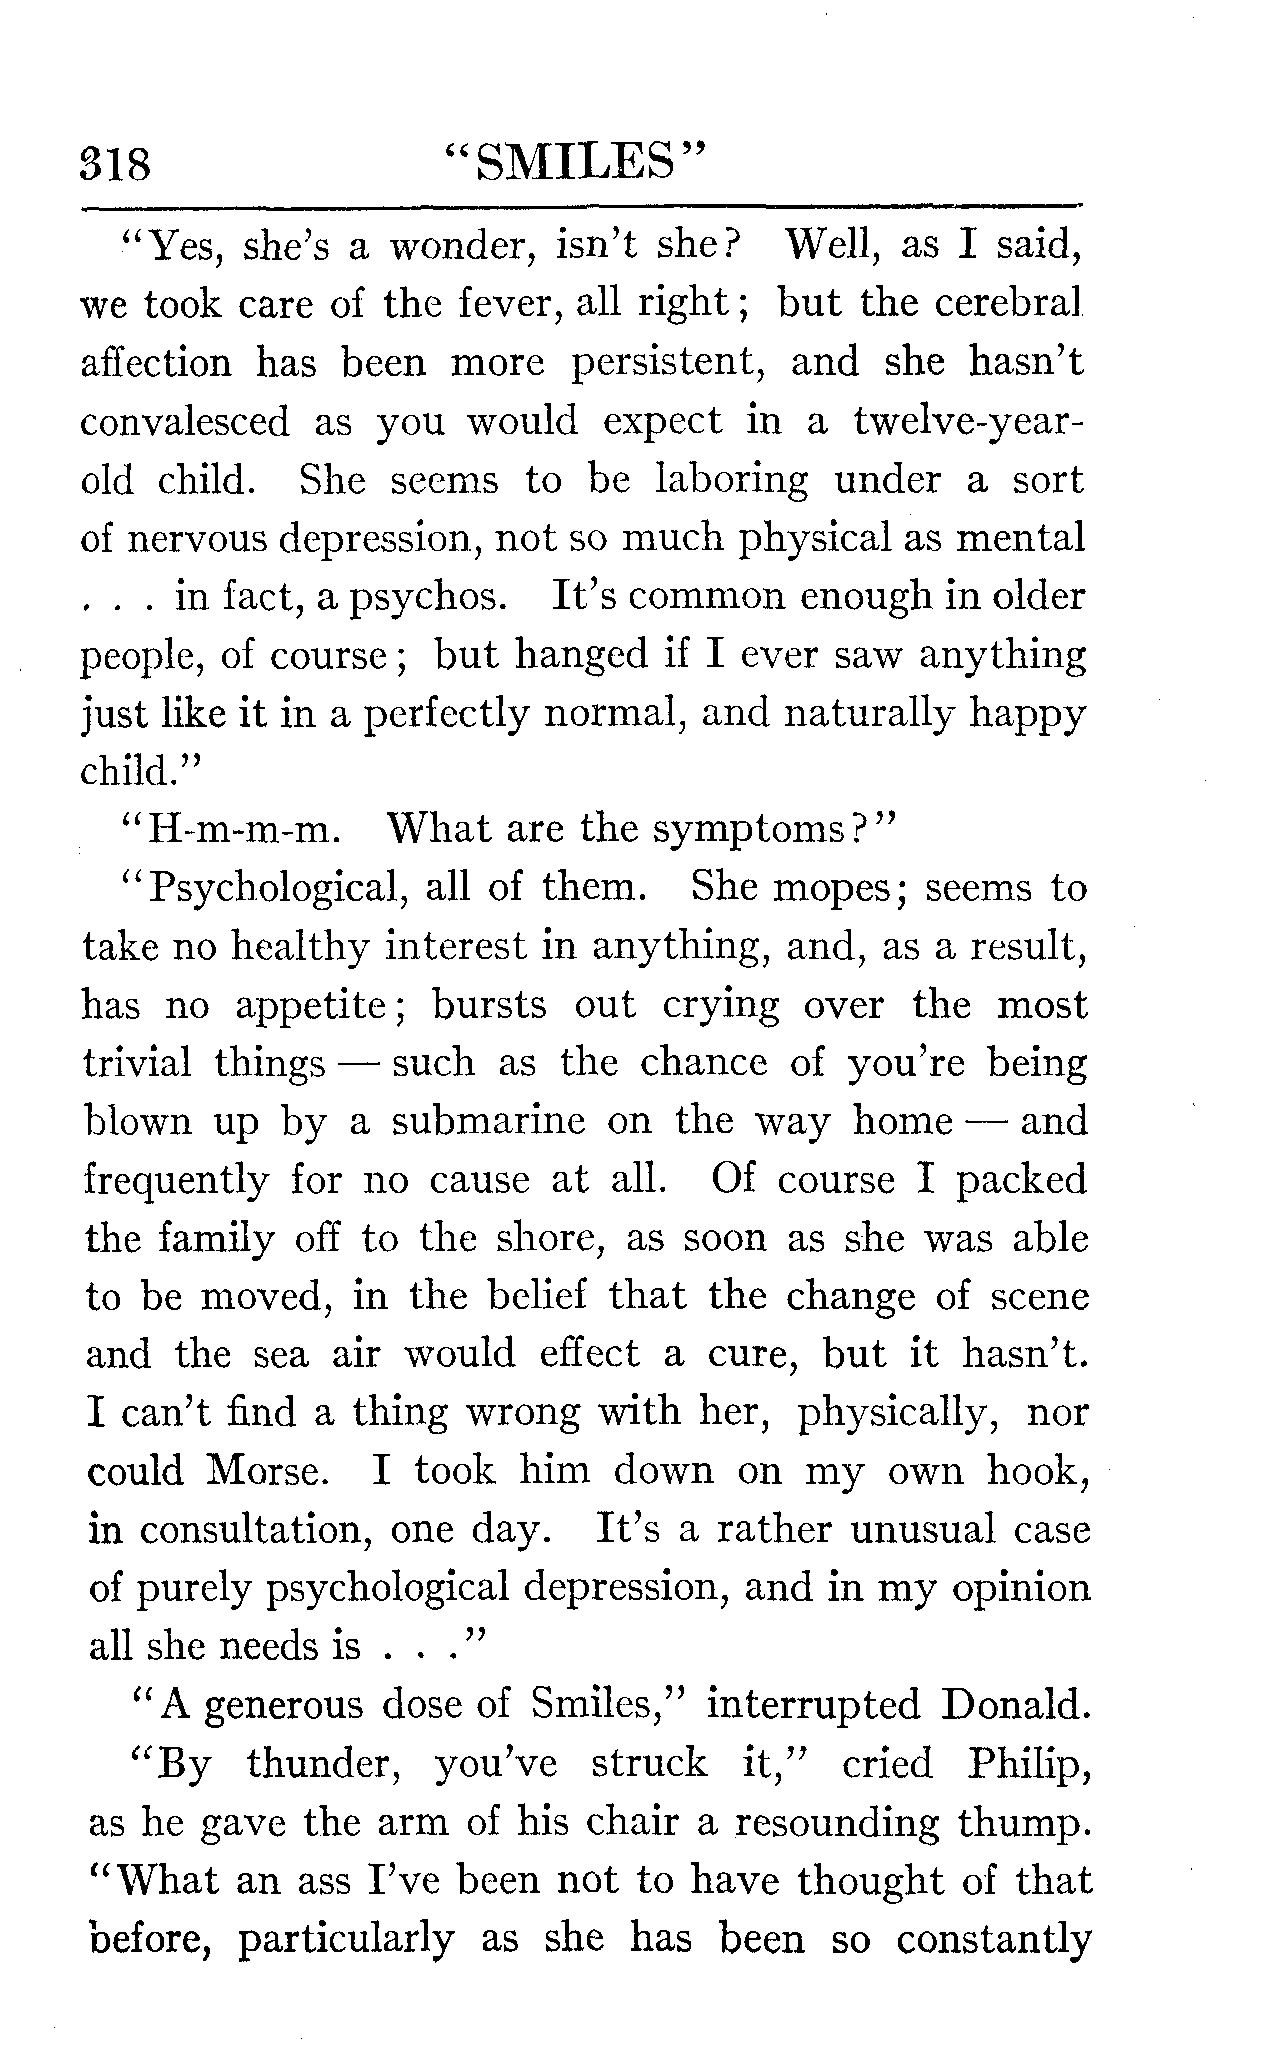 318 "SMILES"
"Yes, she's a wonder, isn't she? Well, as I said,
we took care of the fever, all right; but the cerebral
affection has been more persistent, and she hasn't
convalesced as you would expect in a twelve-year-
old child. She seems to be laboring under a sort
of nervous depression, not so much physical as mental
. . . in fact, a psychos. It's common enough in older
people, of course; but hanged if I ever saw anything
just like it in a perfectly normal, and naturally happy
child."
"H-m-m-m. What are the symptoms?"
"Psychological, all of them. She mopes; seems to
take no healthy interest in anything, and, as a result,
has no appetite; bursts out crying over the most
trivial things — such as the chance of you're being
blown up by a submarine on the way home — and
frequently for no cause at all. Of course I packed
the family off to the shore, as soon as she was able
to be moved, in the belief that the change of scene
and the sea air would effect a cure, but it hasn't.
I can't find a thing wrong with her, physically, nor
could Morse. I took him down on my own hook,
in consultation, one day. It's a rather unusual case
of purely psychological depression, and in my opinion
all she needs is . . ."
"A generous dose of Smiles," interrupted Donald.
"By thunder, you've struck it," cried Philip,
as he gave the arm of his chair a resounding thump.
"What an ass I've been not to have thought of that
before, particularly as she has been so constantly